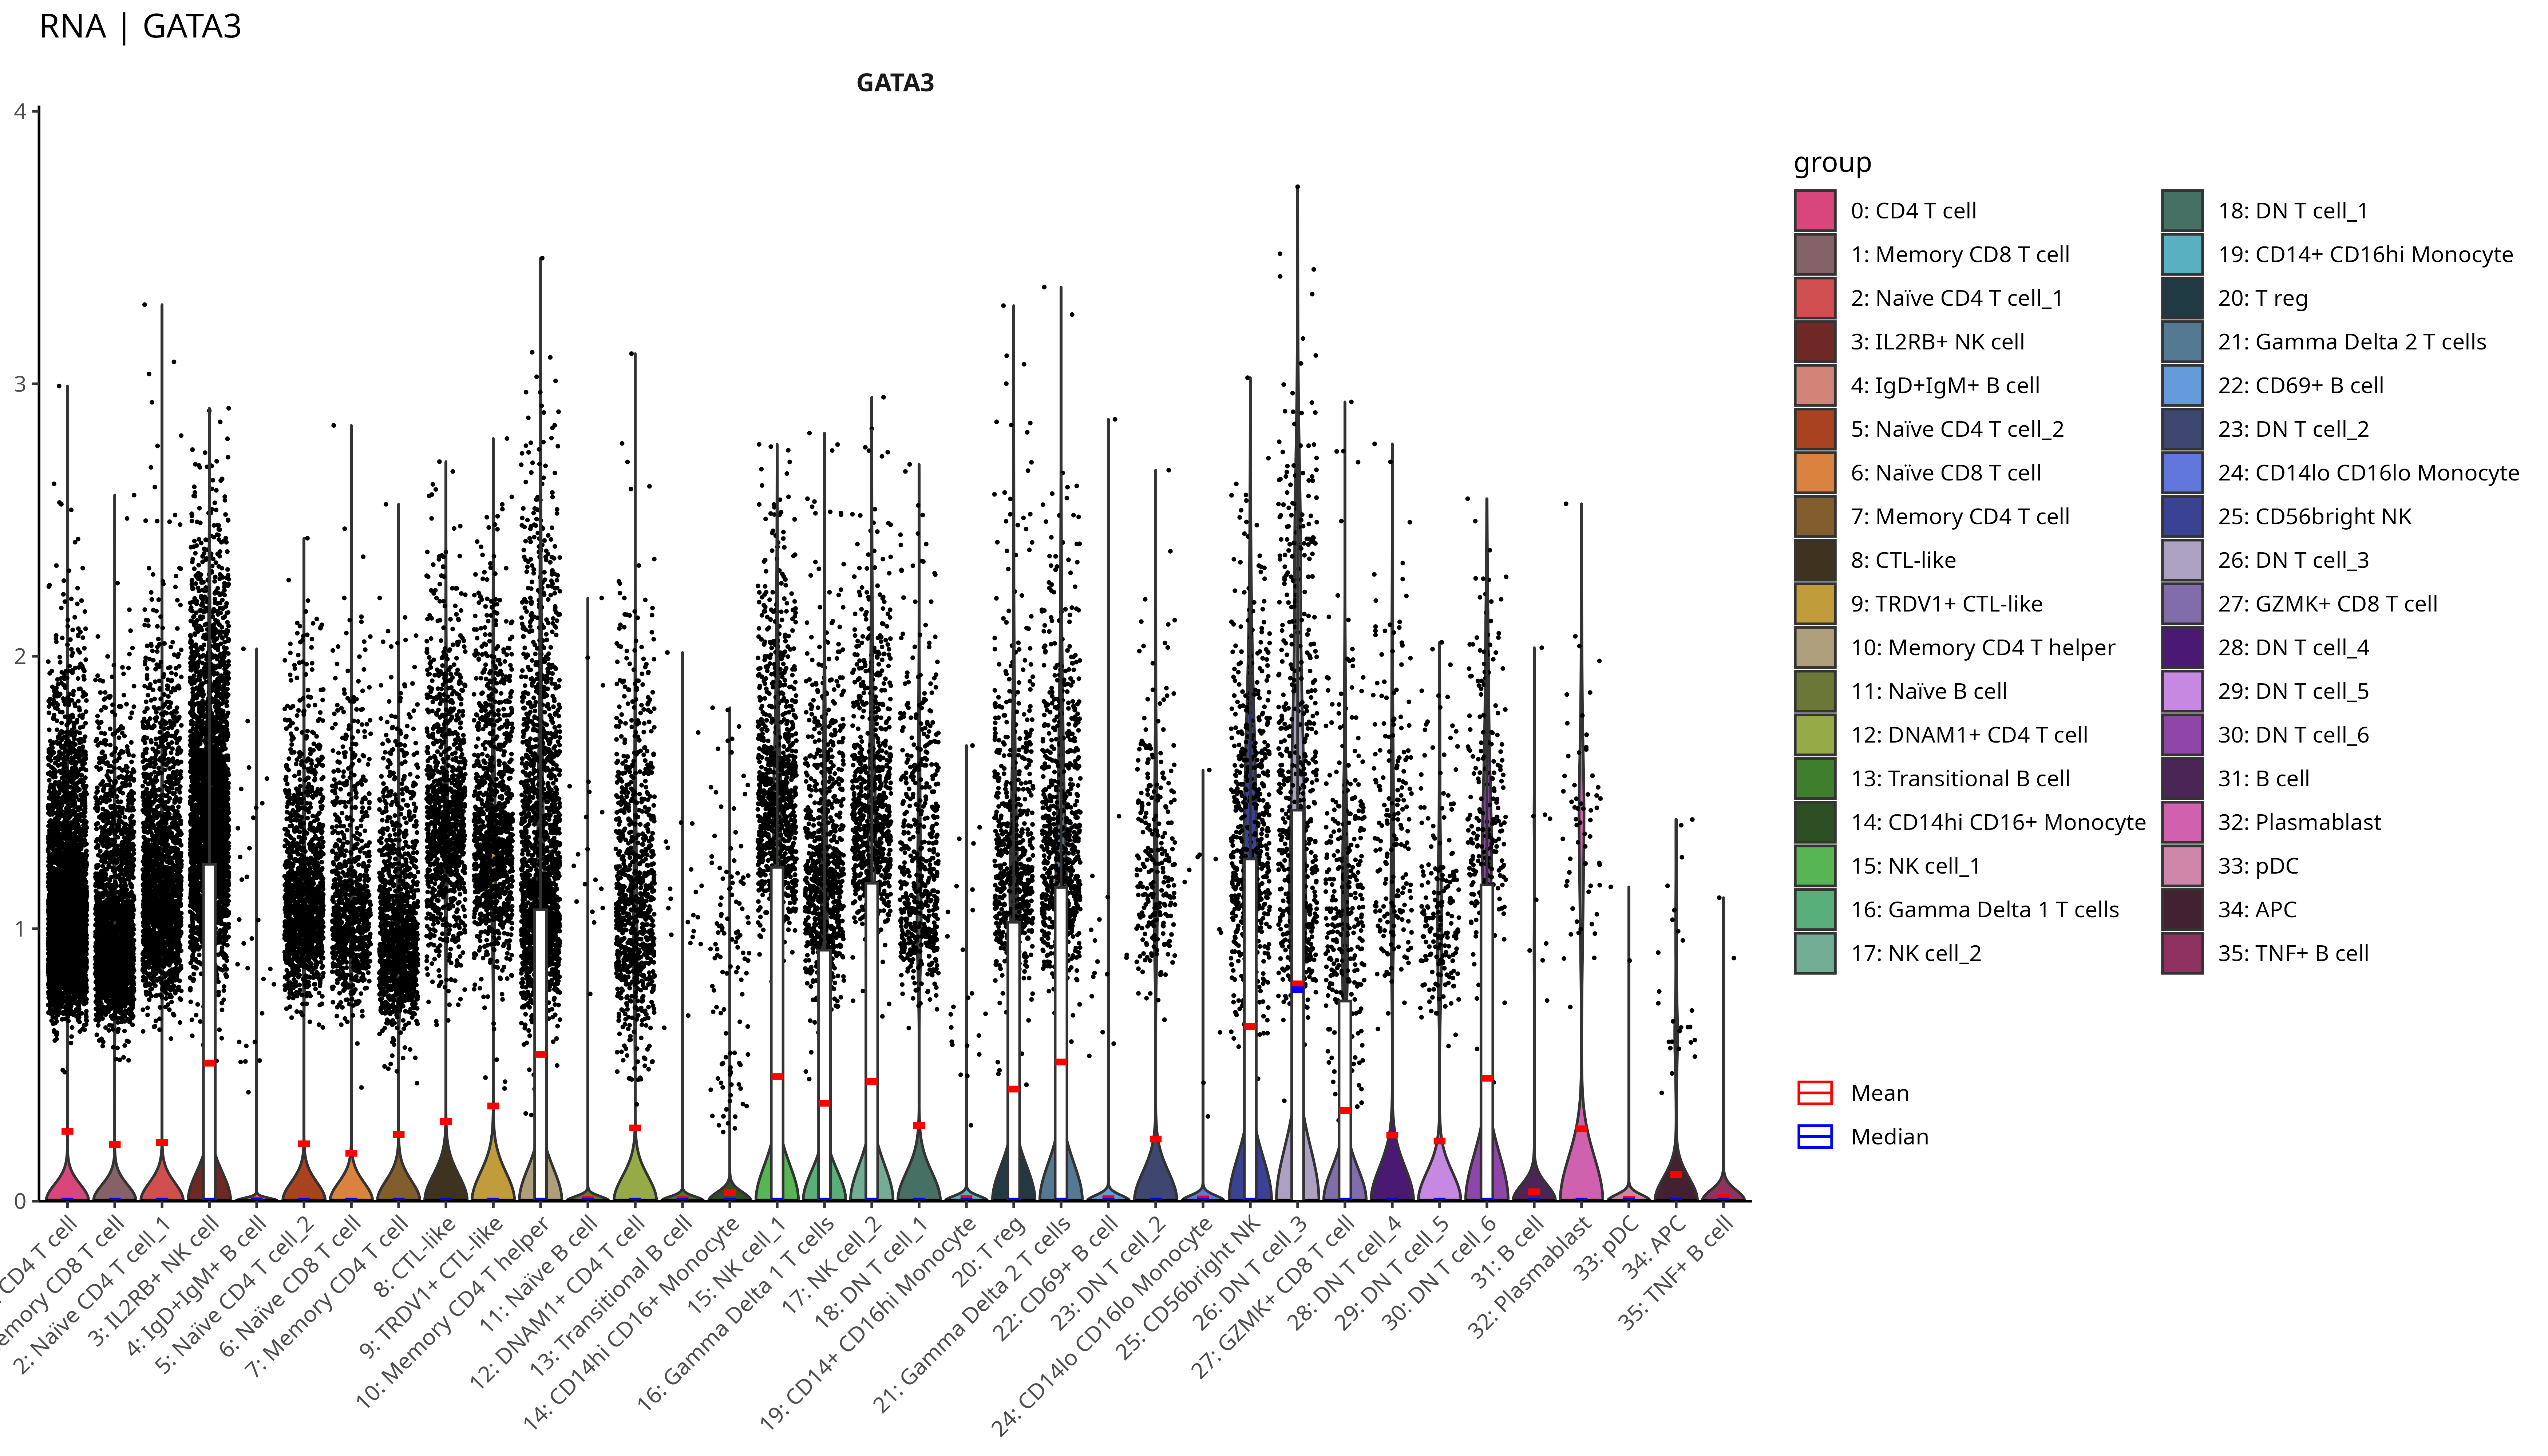 RNA | GATA3
GATA3
4
3
2
1
0
CD4 T cell
CD8 T cell
2: Naïve CD4 T cell_1
3: IL2RB+ NK cell
4: IgD+IgM+ B cell
5: Naïve CD4 T cell_2
6: Naïve CD8 T cell
7: Memory CD4 T cell
8: CTL-like
9: TRDV1+ CTL-like
10: Memory CD4 T helper
11: Naïve B cell
12: DNAM1+ CD4 T cell
13: Transitional B cell
14: CD14hi CD16+ Monocyte
15: NK cell_1
16: Gamma Delta 1 T cells
17: NK cell_2
18: DN T cell_1
19: CD14+ CD16hi Monocyte
20: T reg
21: Gamma Delta 2 T cells
22: CD69+ B cell
23: DN T cell_2
24: CD14lo CD16lo Monocyte
25: CD56bright NK
26: DN T cell_3
27: GZMK+ CD8 T cell
28: DN T cell_4
29: DN T cell_5
30: DN T cell_6
31: B cell
32: Plasmablast
33: pDC
34: APC
35: TNF+ B cell
group
0: CD4 T cell
1: Memory CD8 T cell
2: Naïve CD4 T cell_1
3: IL2RB+ NK cell
4: IgD+IgM+ B cell
5: Naïve CD4 T cell_2
6: Naïve CD8 T cell
7: Memory CD4 T cell
8: CTL-like
9: TRDV1+ CTL-like
10: Memory CD4 T helper
11: Naïve B cell
12: DNAM1+ CD4 T cell
13: Transitional B cell
14: CD14hi CD16+ Monocyte
15: NK cell_1
16: Gamma Delta 1 T cells
17: NK cell_2
18: DN T cell_1
19: CD14+ CD16hi Monocyte
20: T reg
21: Gamma Delta 2 T cells
22: CD69+ B cell
23: DN T cell_2
24: CD14lo CD16lo Monocyte
25: CD56bright NK
26: DN T cell_3
27: GZMK+ CD8 T cell
28: DN T cell_4
29: DN T cell_5
30: DN T cell_6
31: B cell
32: Plasmablast
33: pDC
34: APC
35: TNF+ B cell
Mean
Median